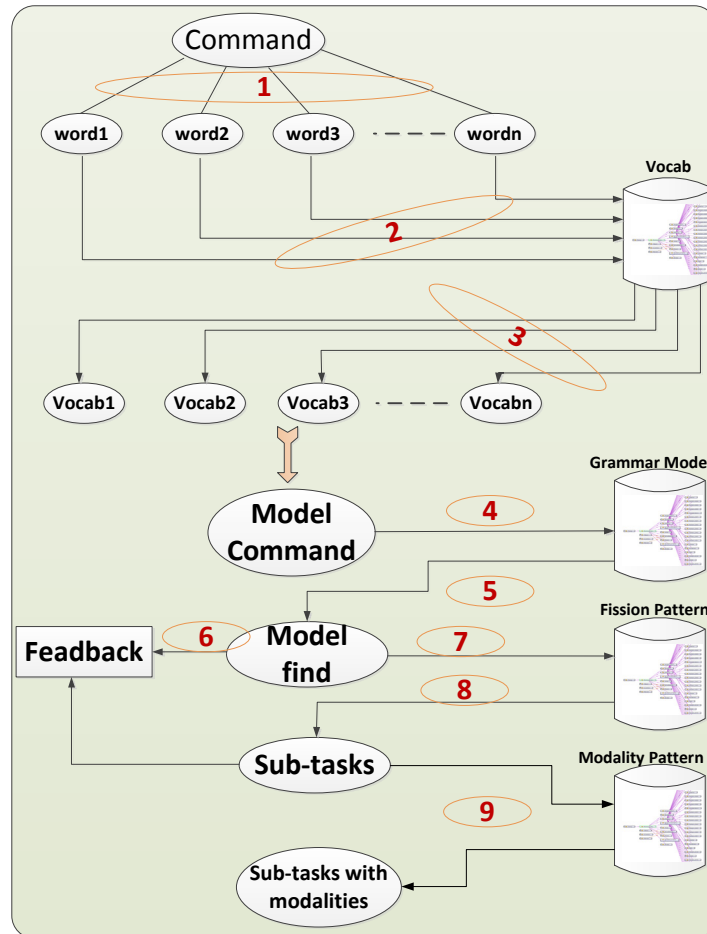 Command
1
word1 word2 word3 wordn
Vocab
2
3
Vocab1 Vocab2 Vocab3 Vocabn
Grammar Model
Model
Command
4
5
Fission Pattern
Feadback
6
Model
find
7
8
Sub-tasks
Modality Pattern
9
Sub-tasks with
modalities